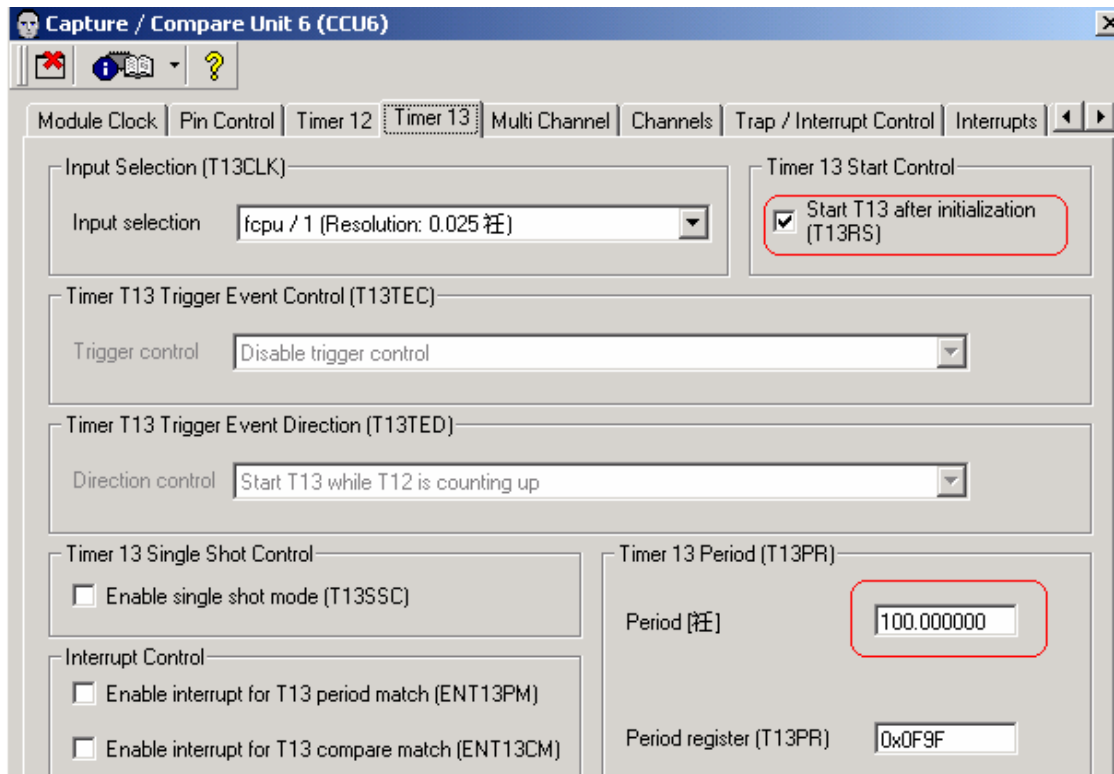 Capture / Compare Unit 6 (CCU6)
Module Clock
Pin Control
Timer 12
Timer 13
Multi Channel
Channels
Trap / Interrupt Control
Interrupts
Input Selection (T13CLK)
Input selection
fcpu / 1 (Resolution: 0.025 祍)
Timer 13 Start Control
Start T13 after initialization
(T13RS)
Timer T13 Trigger Event Control (T13TEC)
Trigger control
Disable trigger control
Timer T13 Trigger Event Direction (T13TED)
Direction control
Start T13 while T12 is counting up
Timer 13 Single Shot Control
Enable single shot mode (T13SSC)
Interrupt Control
Enable interrupt for T13 period match (ENT13PM)
Enable interrupt for T13 compare match (ENT13CM)
Timer 13 Period (T13PR)
Period [祍]
100.000000
Period register (T13PR)
0x0F9F